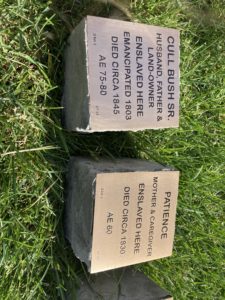 CULL BUSH SR.
HUSBAND, FATHER &
LAND-OWNER
ENSLAVED HERE
EMANCIPATED 1803
DIED CIRCA 1845
AE 75-80
PATIENCE
MOTHER & CAREGIVER
ENSLAVED HERE
DIED CIRCA 1830
AE 60